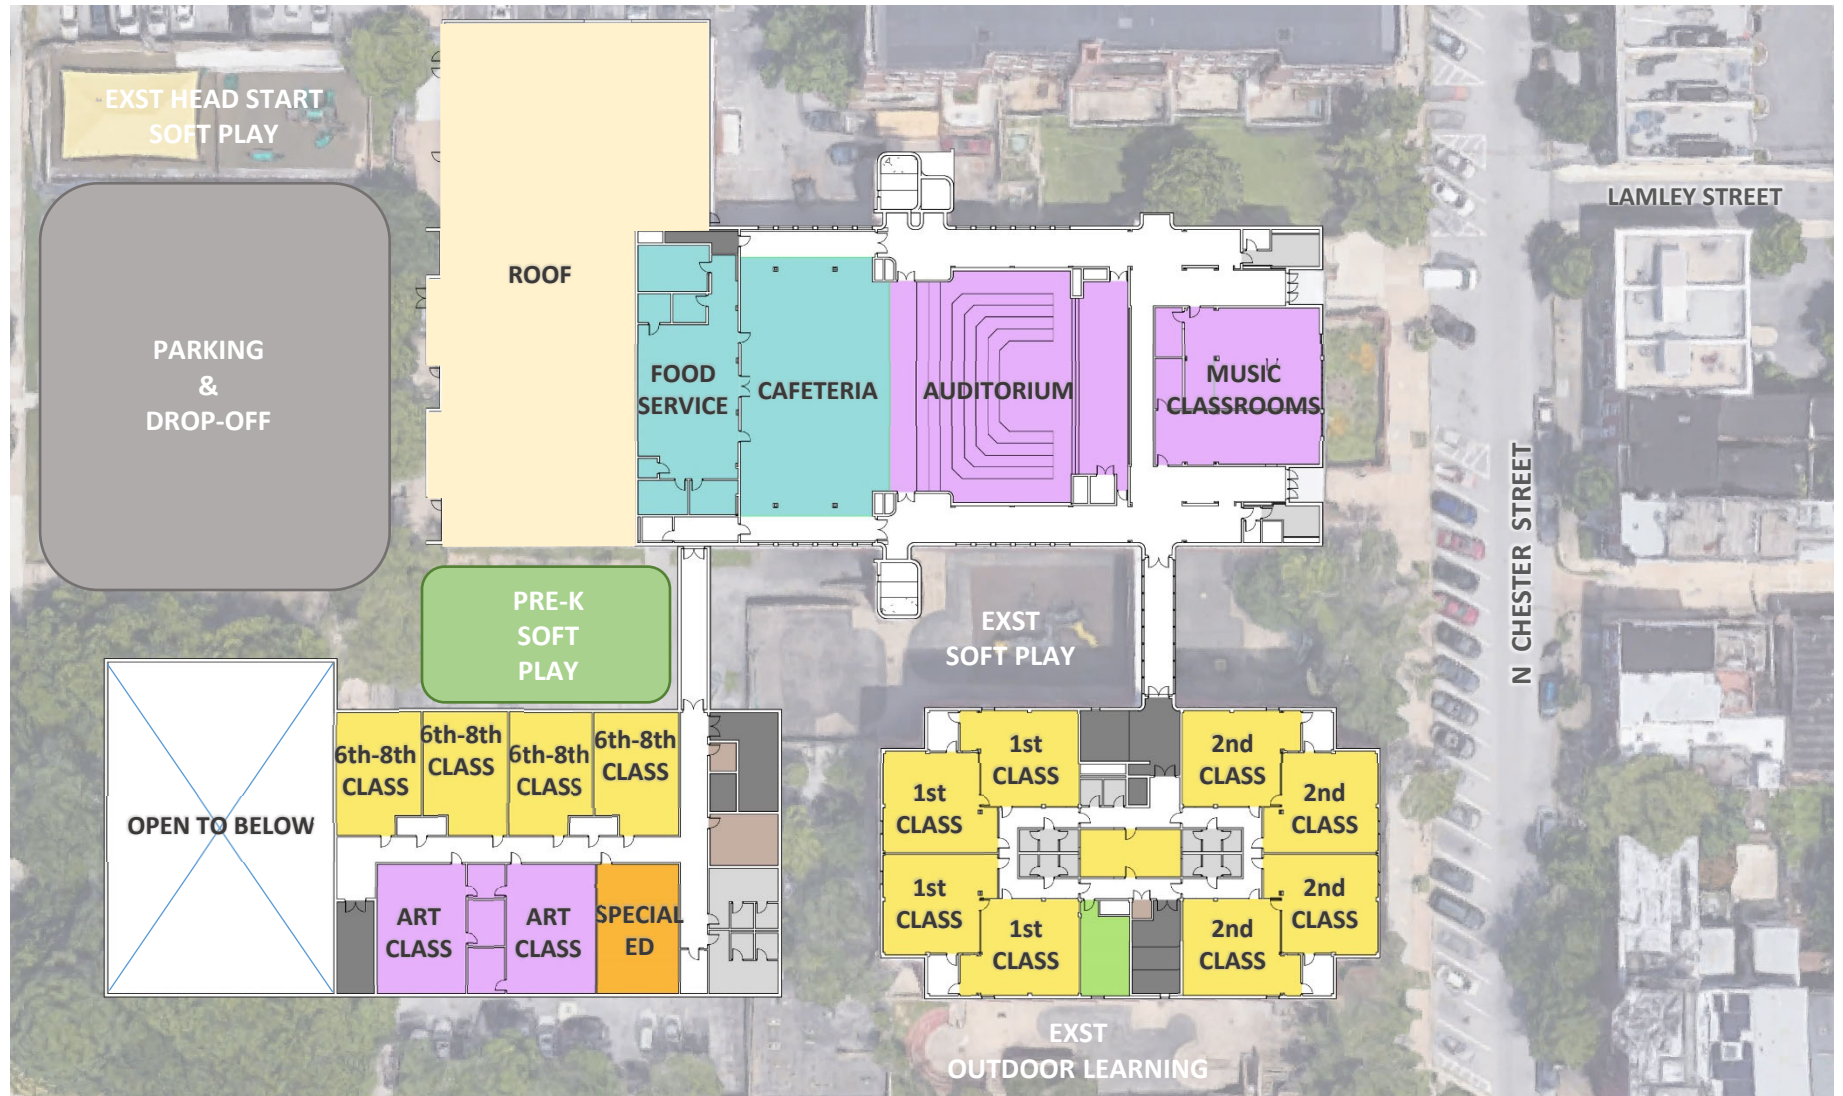 EXST HEAD START
SOFT PLAY
LAMLEY STREET
ROOF
PARKING
&
DROP-OFF
FOOD
SERVICE
CAFETERIA
AUDITORIUM
MUSIC
CLASSROOMS
N CHESTER STREET
PRE-K
SOFT
PLAY
EXST
SOFT PLAY
OPEN TO BELOW
6th-8th
CLASS
6th-8th
CLASS
6th-8th
CLASS
6th-8th
CLASS
ART
CLASS
ART
CLASS
SPECIAL
ED
1st
CLASS
1st
CLASS
1st
CLASS
1st
CLASS
2nd
CLASS
2nd
CLASS
2nd
CLASS
2nd
CLASS
EXST
OUTDOOR LEARNING